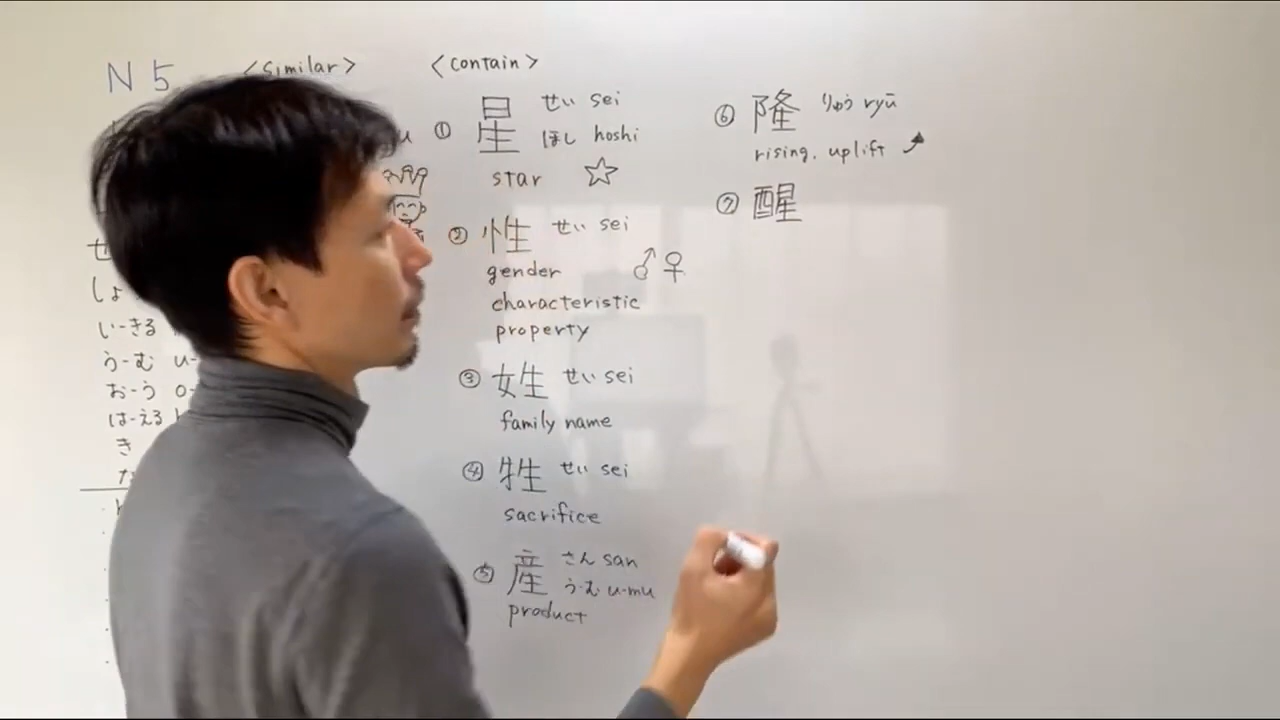 N5
<similar>
せ
しょ
い-きる
う-む u-
お-う o-
は-える
き
<contain>
① 星 せい sei
ほし hoshi
star
② 性 せい sei
gender
characteristic
property
③ 姓 せい sei
family name
④ 牲 せい sei
sacrifice
⑤ 産 さん san
う-む u-mu
product
⑥ 隆 りゅう ryū
rising, uplift
⑦ 醒